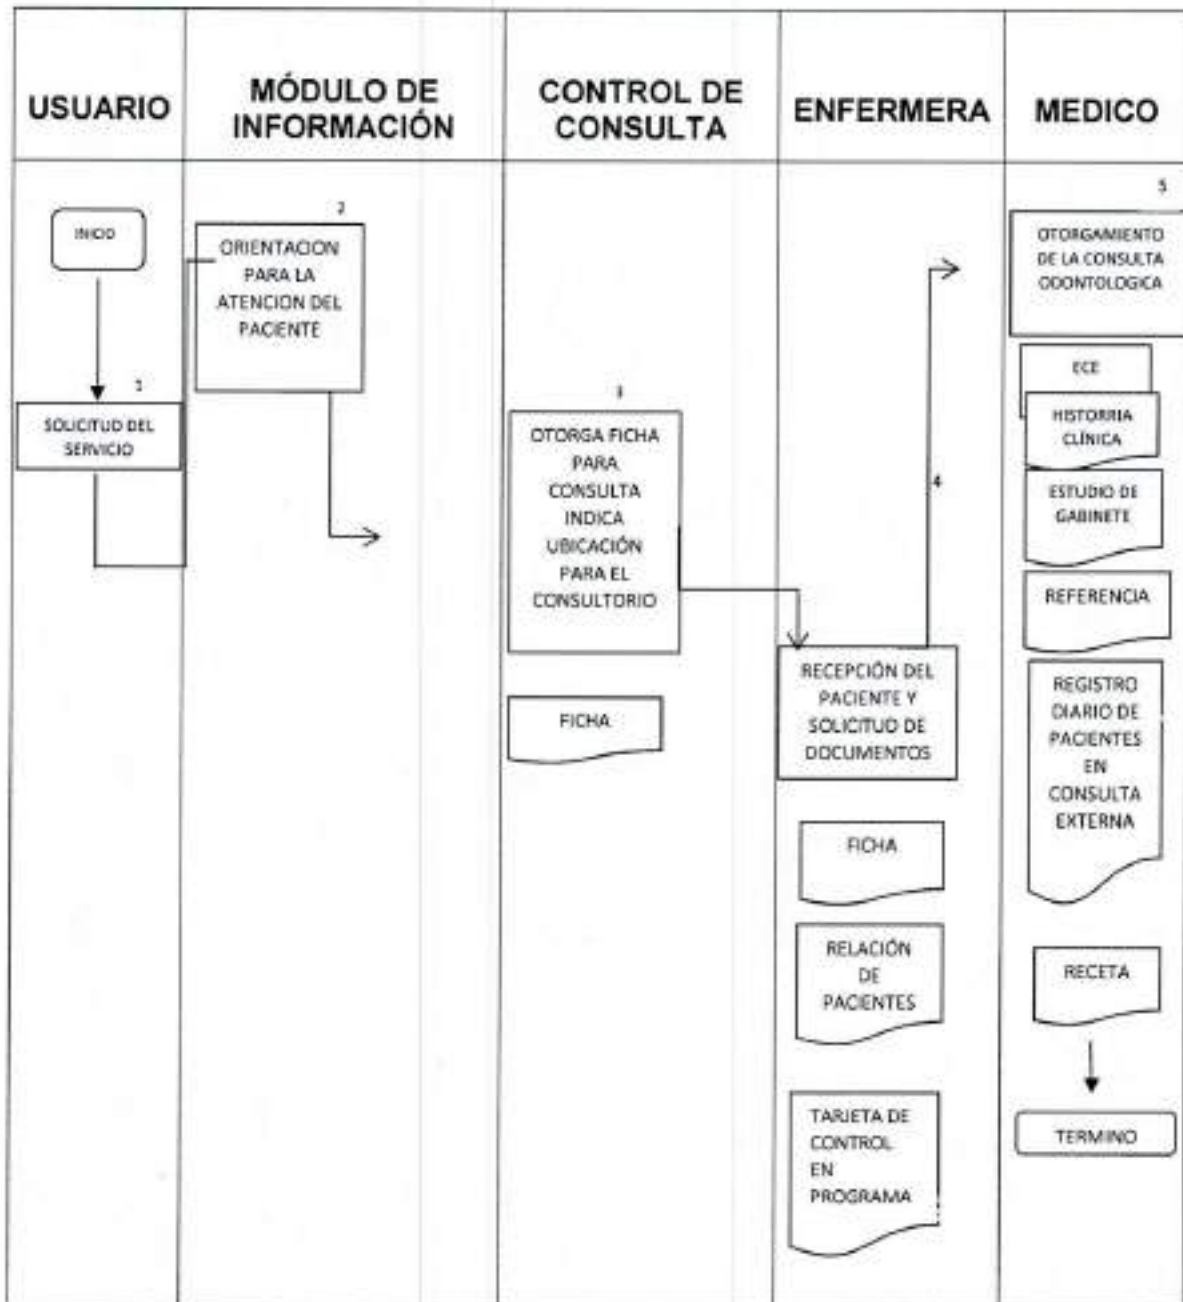 USUARIO
MÓDULO DE
INFORMACIÓN
CONTROL DE
CONSULTA
ENFERMERA
MEDICO
INICIO
1
SOLICITUD DEL
SERVICIO
2
ORIENTACION
PARA LA
ATENCION DEL
PACIENTE
3
OTORGA FICHA
PARA
CONSULTA
INDICA
UBICACIÓN
PARA EL
CONSULTORIO
FICHA
4
RECEPCIÓN DEL
PACIENTE Y
SOLICITUD DE
DOCUMENTOS
FICHA
RELACIÓN
DE
PACIENTES
TARJETA DE
CONTROL
EN
PROGRAMA
5
OTORGAMIENTO
DE LA CONSULTA
ODONTOLOGICA
ECE
HISTORRIA
CLÍNICA
ESTUDIO DE
GABINETE
REFERENCIA
REGISTRO
DIARIO DE
PACIENTES
EN
CONSULTA
EXTERNA
RECETA
TERMINO